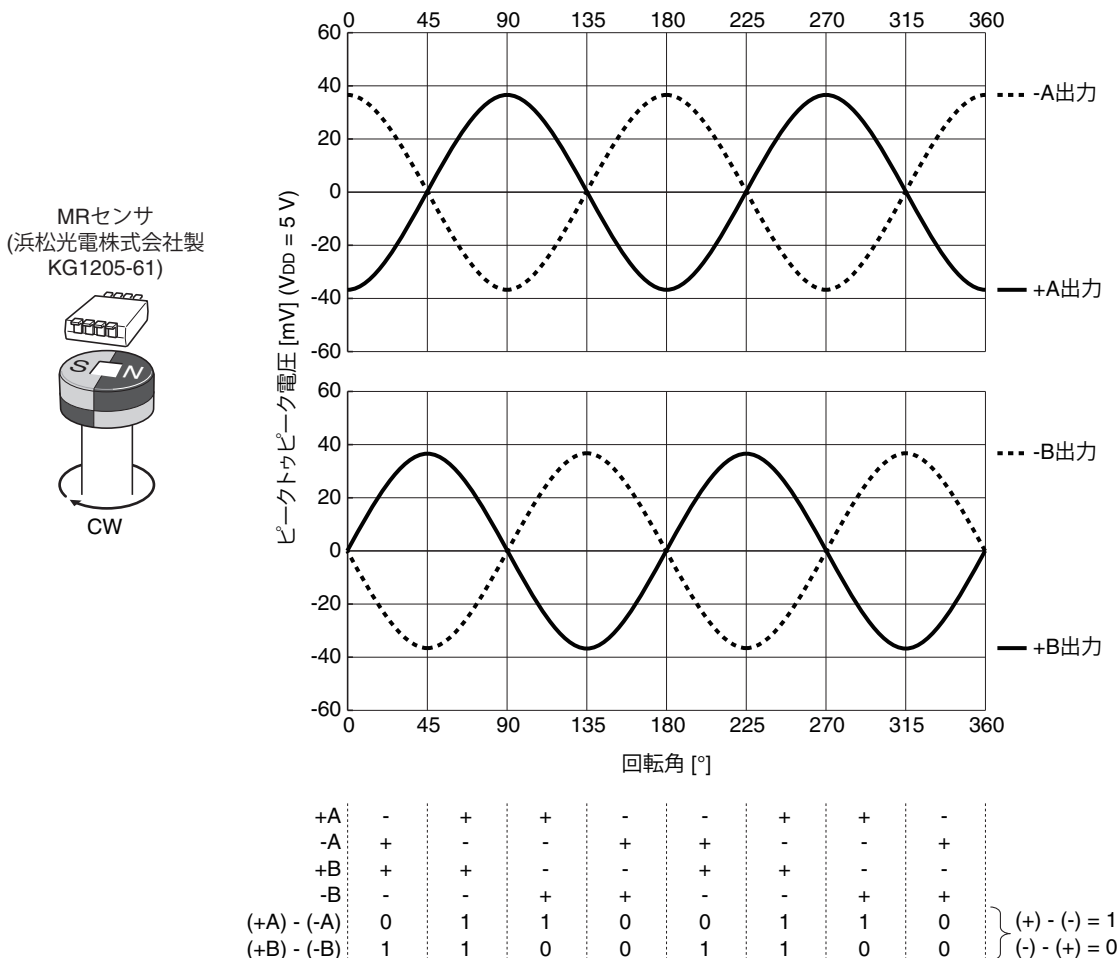 MRセンサ
(浜松光電株式会社製
KG1205-61)
S N
CW
0 45 90 135 180 225 270 315 360
60
40
20
0
-20
-40
-60
-A出力
+A出力
ピークトゥピーク電圧 [mV] (VDD = 5 V)
60
40
20
0
-20
-40
-60
-B出力
+B出力
0 45 90 135 180 225 270 315 360
回転角 [°]
+A - + + - - + + -
-A + - - + + - - +
+B + + - - + + - -
-B - - + + - - + +
(+A) - (-A) 0 1 1 0 0 1 1 0 (+) - (-) = 1
(+B) - (-B) 1 1 0 0 1 1 0 0 (-) - (+) = 0